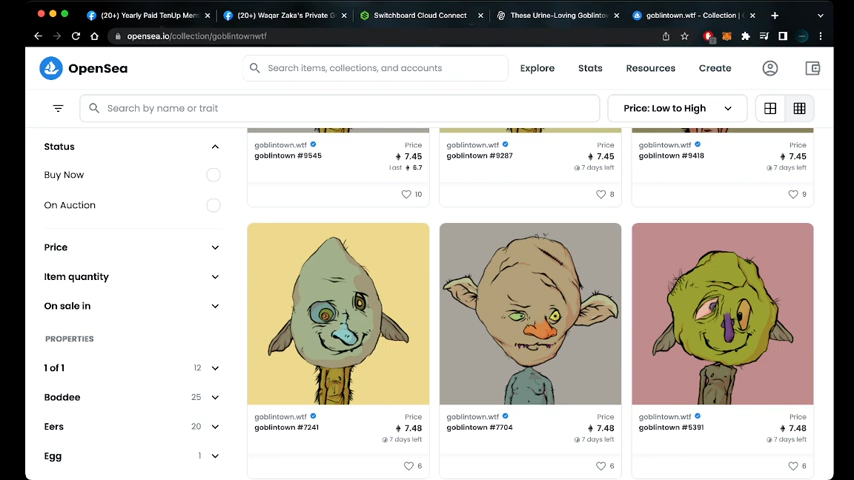 (20+) Yearly Paid TenUp Mem
(20+) Waqar Zaka's Private G
Switchboard Cloud Connect
These Urine-Loving Goblinto
goblintown.wtf - Collection |
opensea.io/collection/goblintownwtf
OpenSea
Search items, collections, and accounts
Explore
Stats
Resources
Create
Search by name or trait
Price: Low to High
Status
Buy Now
On Auction
Price
Item quantity
On sale in
PROPERTIES
1 of 1 12
Boddee 25
Eers 20
Egg 1
goblintown.wtf Price
goblintown #9545 7.45
Last 6.7
10
goblintown.wtf Price
goblintown #9287 7.45
7 days left
8
goblintown.wtf Price
goblintown #9418 7.45
7 days left
9
goblintown.wtf Price
goblintown #7241 7.48
7 days left
6
goblintown.wtf Price
goblintown #7704 7.48
7 days left
6
goblintown.wtf Price
goblintown #5391 7.48
7 days left
6